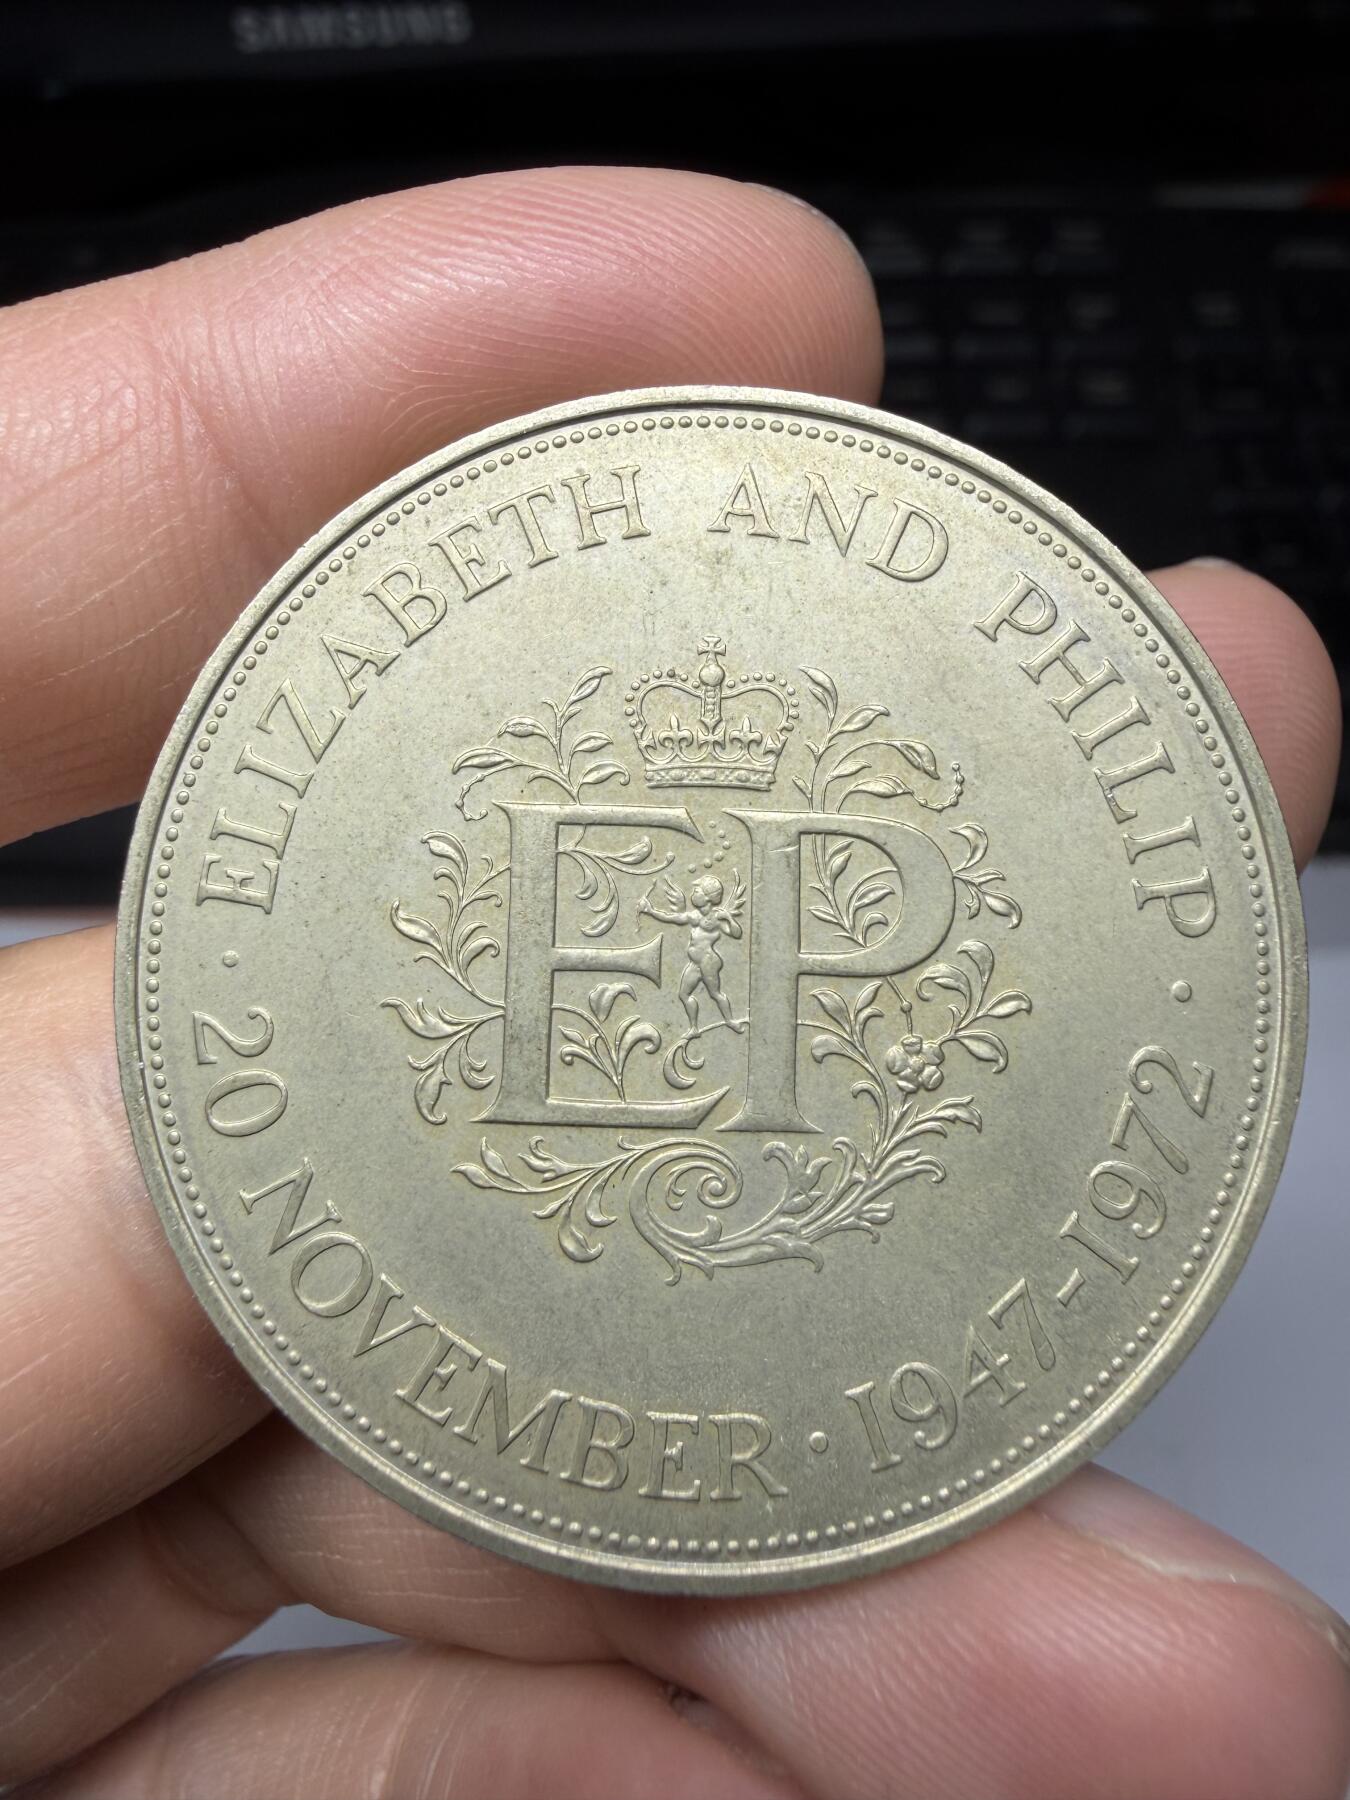 SAMSUNG
ELIZABETH AND PHILIP
· 20 NOVEMBER · 1947-1972 ·
EP